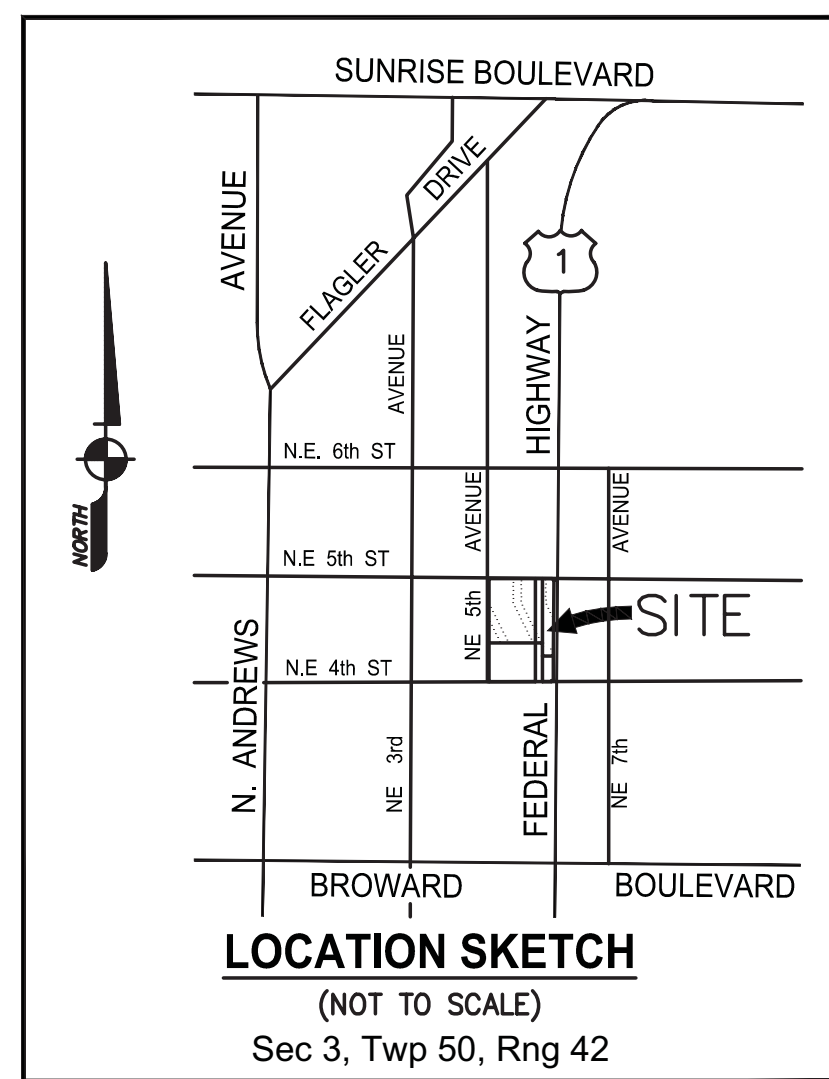 SUNRISE BOULEVARD
AVENUE
FLAGLER
DRIVE
1
HIGHWAY
AVENUE
NORTH
N.E. 6th ST
AVENUE
AVENUE
N.E 5th ST
NE 5th
SITE
N. ANDREWS
N.E 4th ST
NE 3rd
FEDERAL
NE 7th
BROWARD
BOULEVARD
LOCATION SKETCH
(NOT TO SCALE)
Sec 3, Twp 50, Rng 42